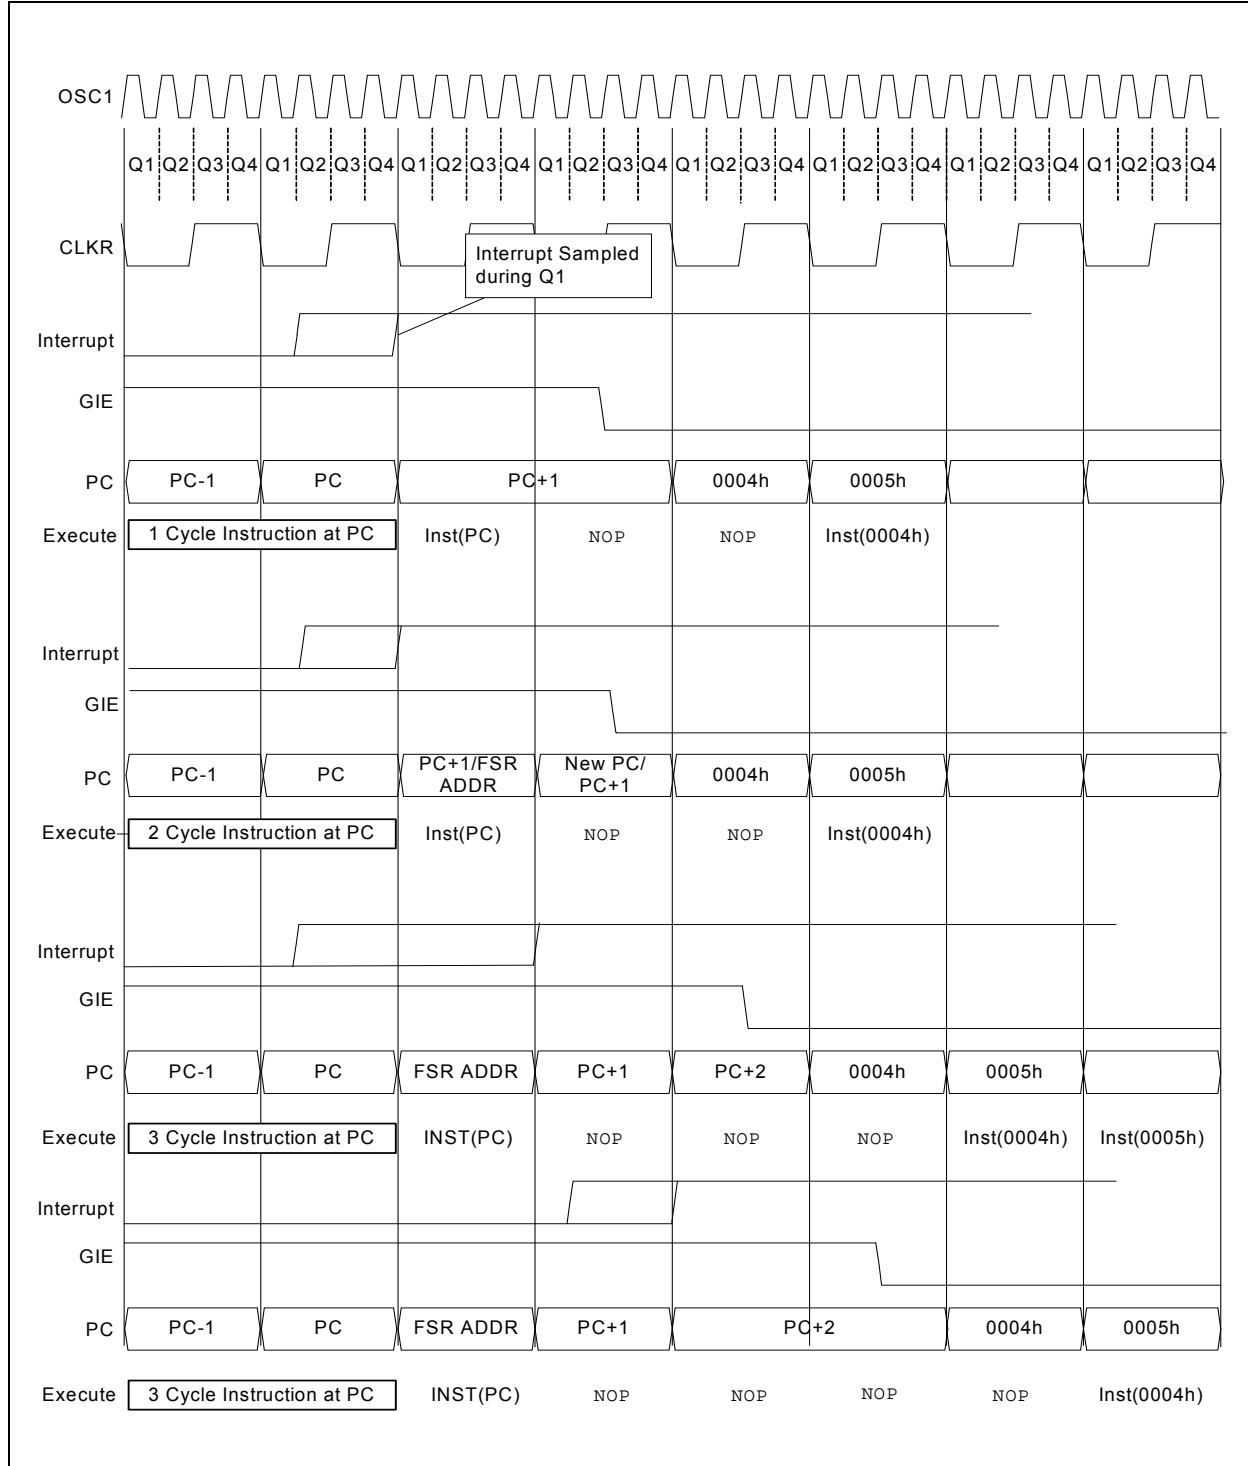 OSC1
Q1 Q2 Q3 Q4 Q1 Q2 Q3 Q4 Q1 Q2 Q3 Q4 Q1 Q2 Q3 Q4 Q1 Q2 Q3 Q4 Q1 Q2 Q3 Q4 Q1 Q2 Q3 Q4 Q1 Q2 Q3 Q4
CLKR
Interrupt Sampled
during Q1
Interrupt
GIE
PC PC-1 PC PC+1 0004h 0005h
Execute 1 Cycle Instruction at PC Inst(PC) NOP NOP Inst(0004h)
Interrupt
GIE
PC PC-1 PC PC+1/FSR ADDR New PC/ PC+1 0004h 0005h
Execute 2 Cycle Instruction at PC Inst(PC) NOP NOP Inst(0004h)
Interrupt
GIE
PC PC-1 PC FSR ADDR PC+1 PC+2 0004h 0005h
Execute 3 Cycle Instruction at PC INST(PC) NOP NOP NOP Inst(0004h) Inst(0005h)
Interrupt
GIE
PC PC-1 PC FSR ADDR PC+1 PC+2 0004h 0005h
Execute 3 Cycle Instruction at PC INST(PC) NOP NOP NOP NOP Inst(0004h)